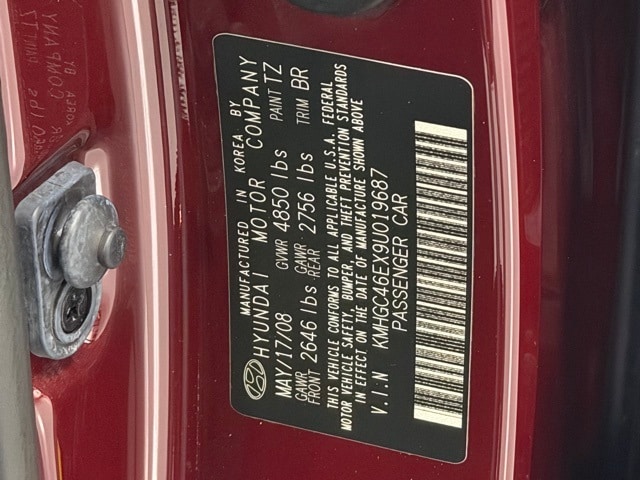 MANUFACTURED IN KOREA BY
HYUNDAI MOTOR COMPANY
MAY/17/08 GVWR 4850 lbs PAINT TZ
GAWR FRONT 2646 lbs GAWR REAR 2756 lbs TRIM BR
THIS VEHICLE CONFORMS TO ALL APPLICABLE U.S.A. FEDERAL
MOTOR VEHICLE SAFETY, BUMPER, AND THEFT PREVENTION STANDARDS
IN EFFECT ON THE DATE OF MANUFACTURE SHOWN ABOVE
V.I.N KMHGC46EX9U019687
PASSENGER CAR